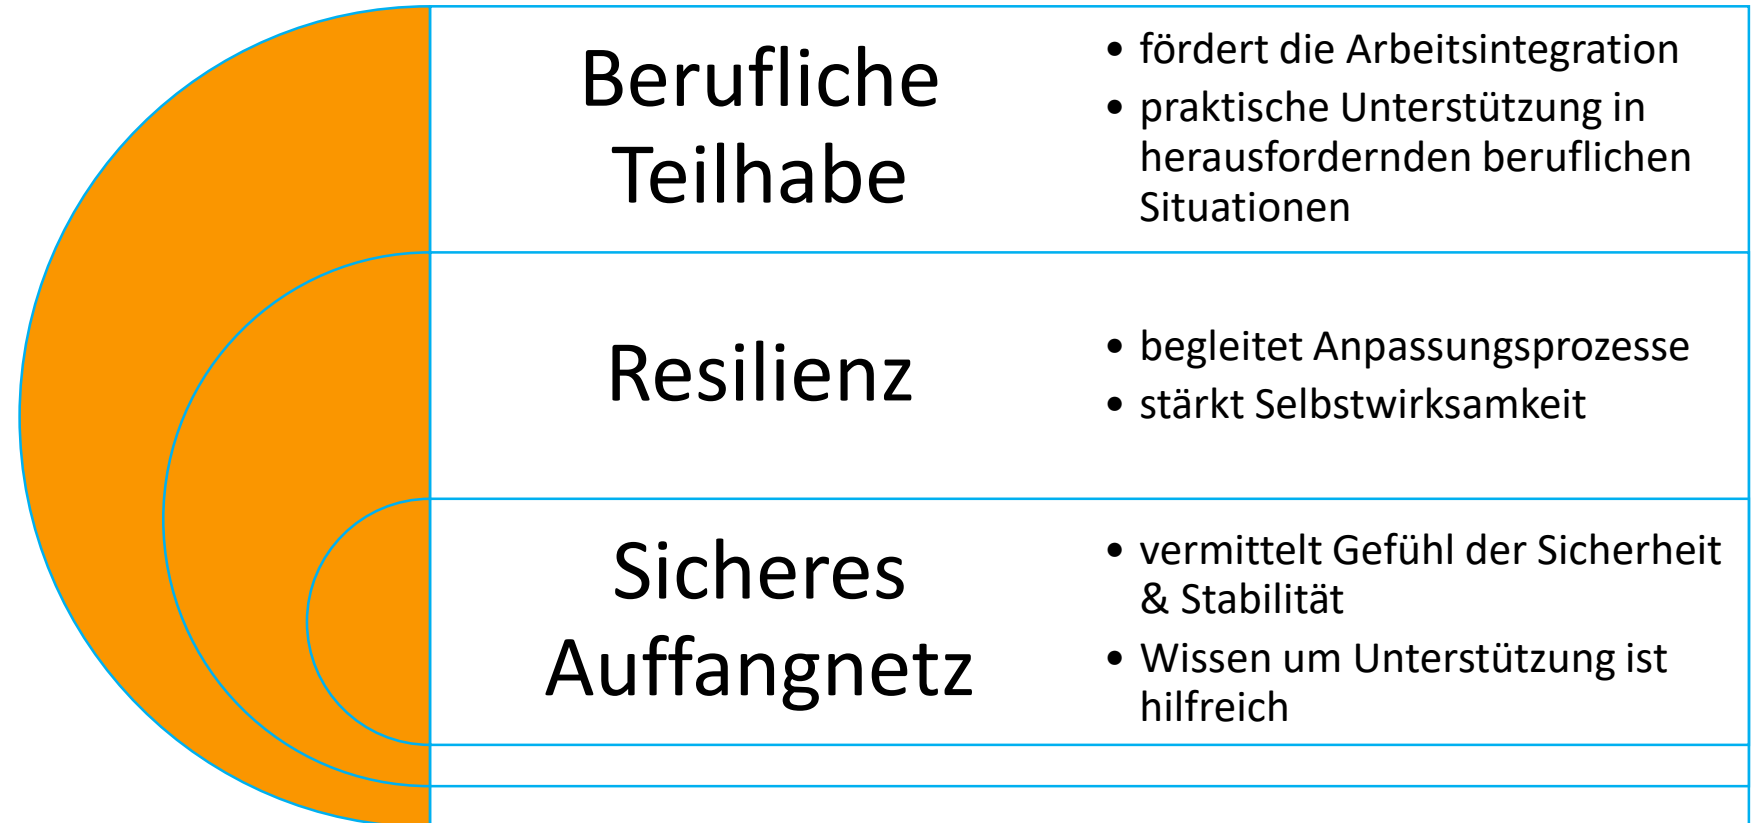 Berufliche
Teilhabe
• fördert die Arbeitsintegration
• praktische Unterstützung in
herausfordernden beruflichen
Situationen
Resilienz
• begleitet Anpassungsprozesse
• stärkt Selbstwirksamkeit
Sicheres
Auffangnetz
• vermittelt Gefühl der Sicherheit
& Stabilität
• Wissen um Unterstützung ist
hilfreich